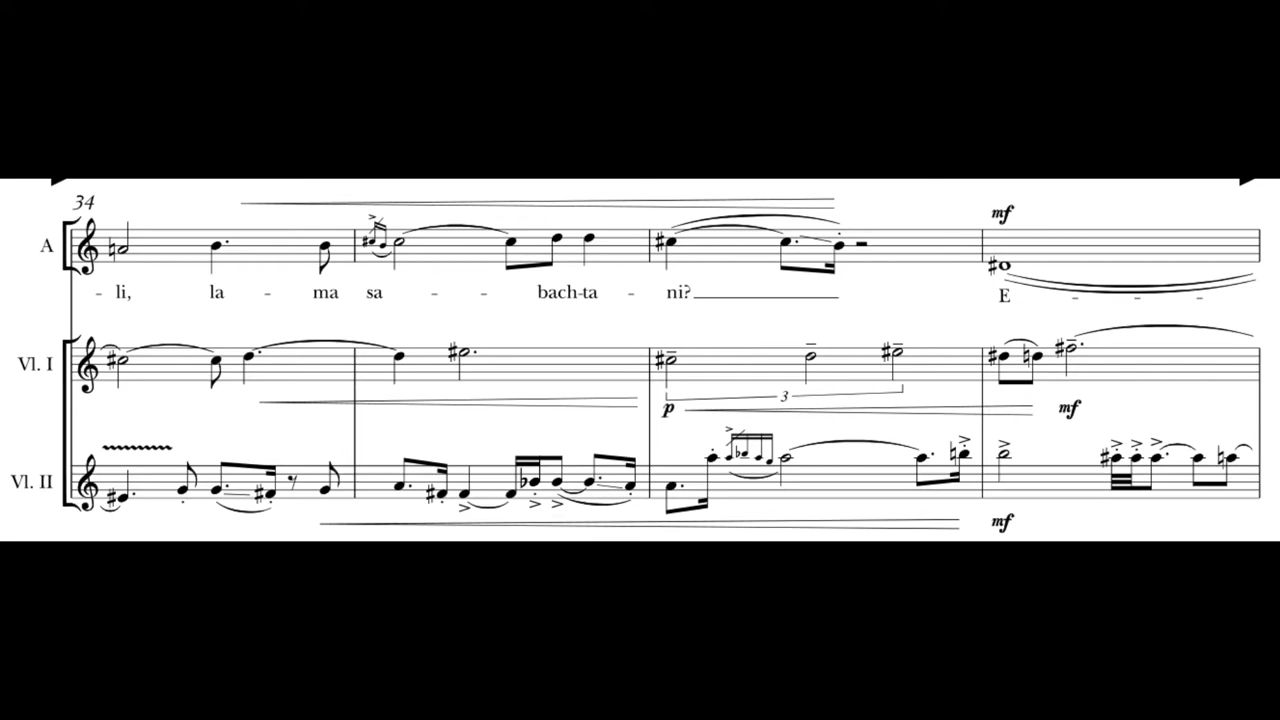 34
mf
A
- li, la - ma sa - - bach-ta - ni? E - - -
Vl. I
3
p mf
Vl. II
mf